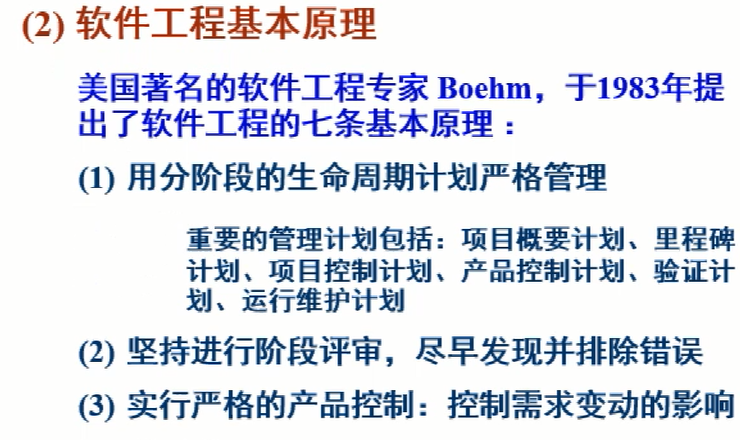 (2) 软件工程基本原理
美国著名的软件工程专家 Boehm，于1983年提
出了软件工程的七条基本原理：
(1) 用分阶段的生命周期计划严格管理
重要的管理计划包括：项目概要计划、里程碑
计划、项目控制计划、产品控制计划、验证计
划、运行维护计划
(2) 坚持进行阶段评审，尽早发现并排除错误
(3) 实行严格的产品控制：控制需求变动的影响